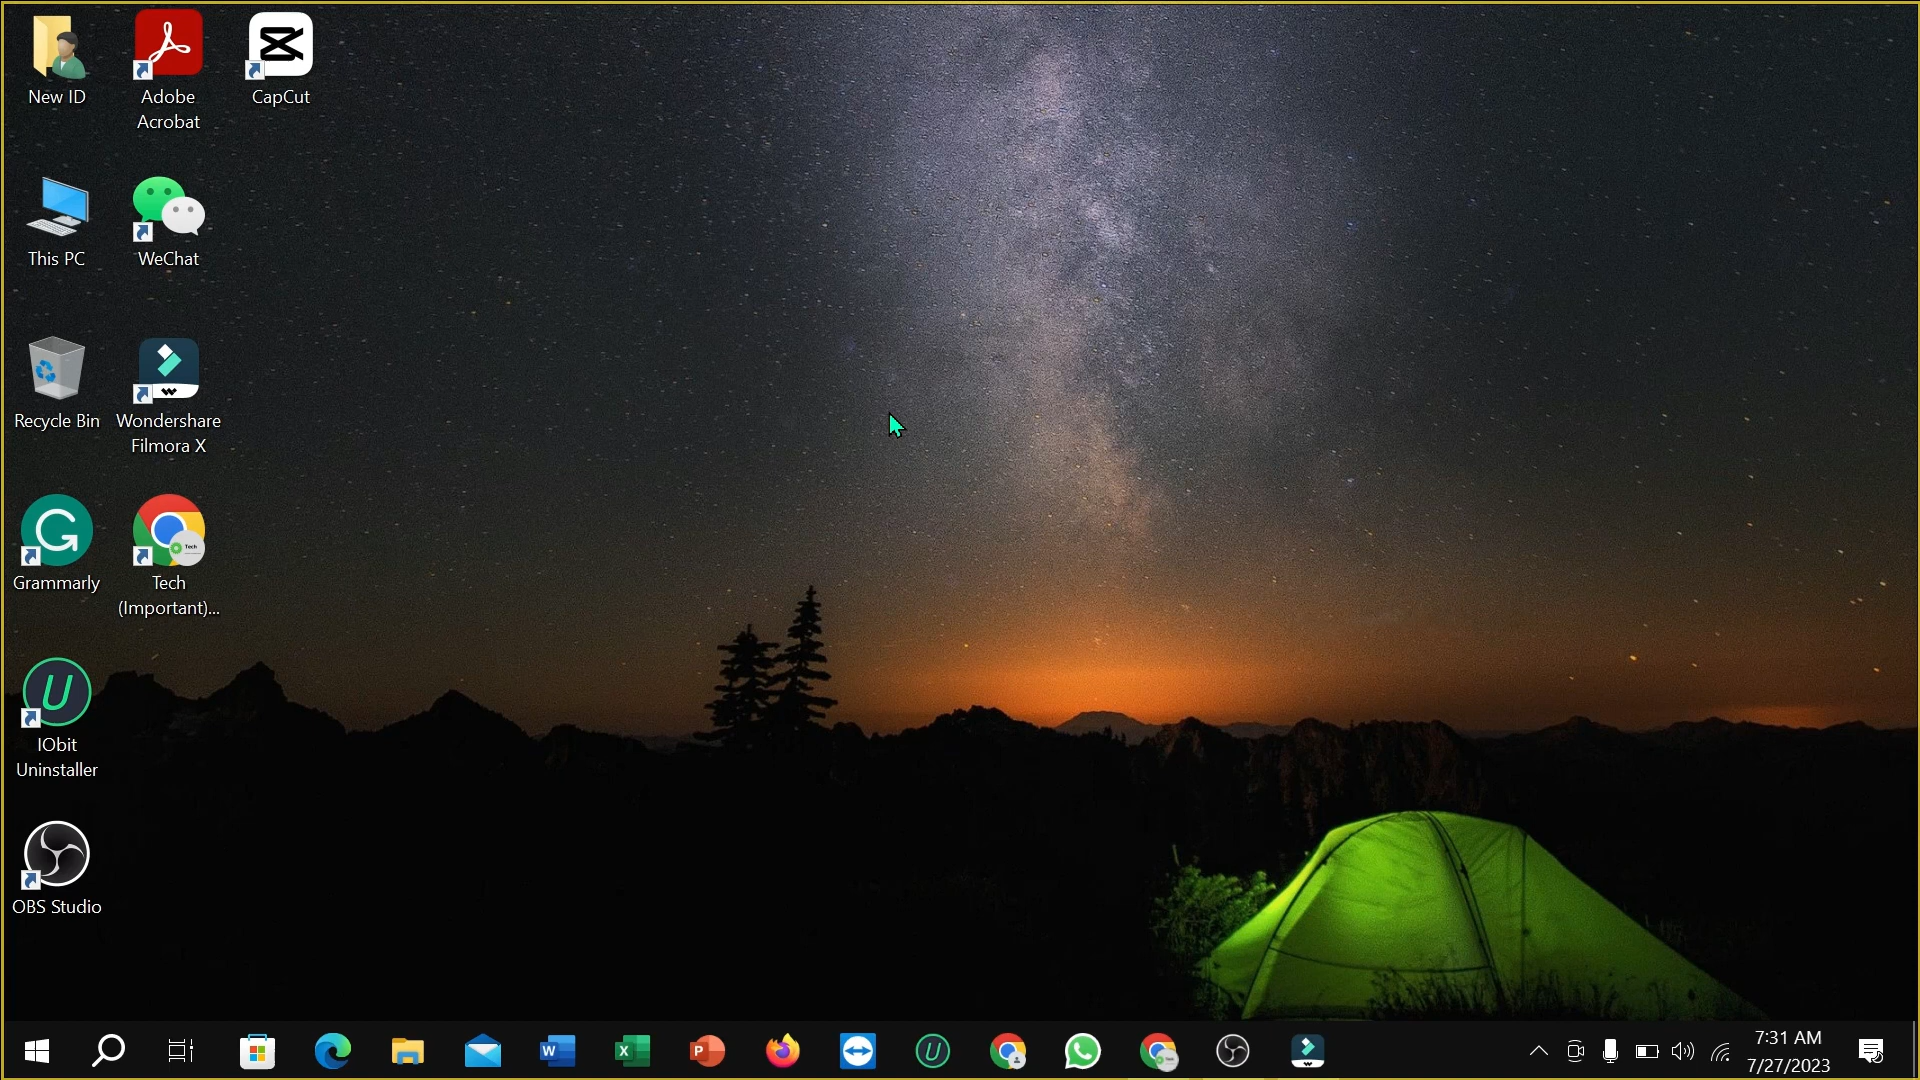 New ID
Adobe
Acrobat
CapCut
This PC
WeChat
Recycle Bin
Wondershare
Filmora X
Grammarly
Tech
(Important)...
IObit
Uninstaller
OBS Studio
7:31 AM
7/27/2023